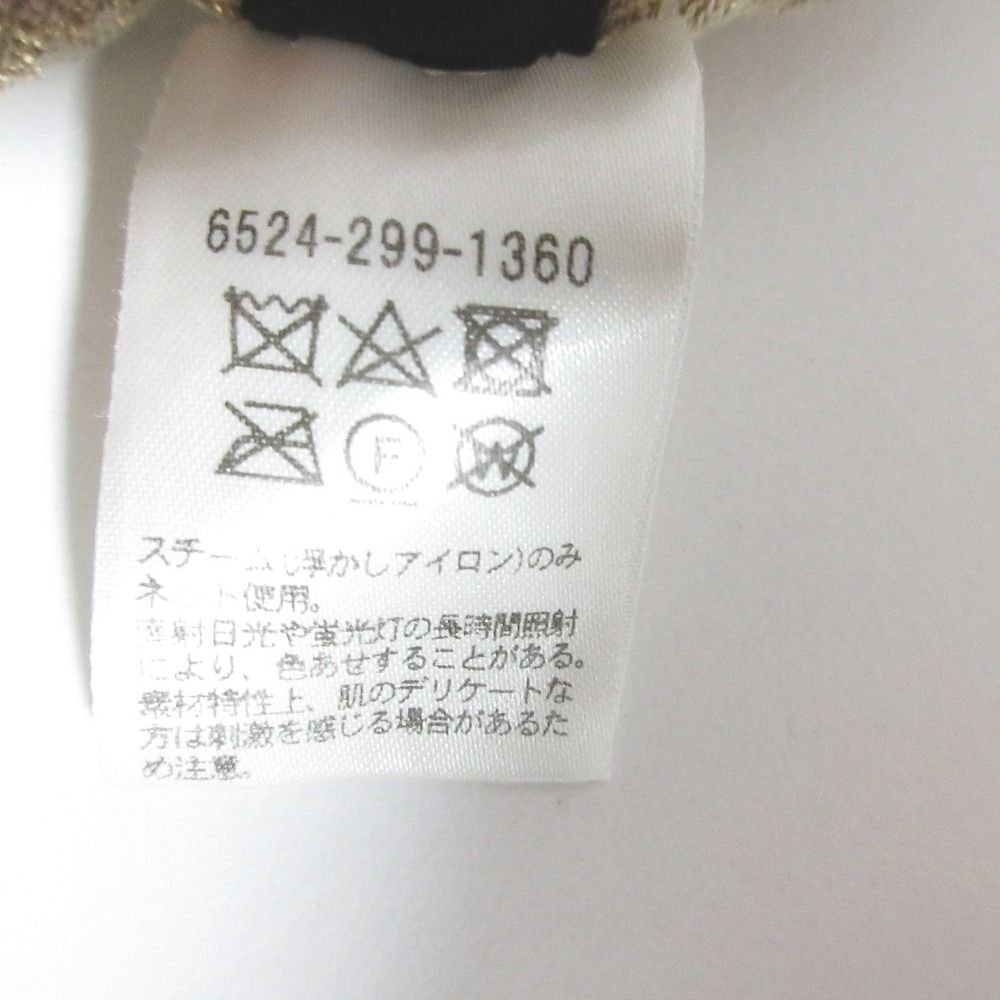 6524-299-1360
F
W
スチーム(浮かしアイロン)のみ
ネット使用。
直射日光や蛍光灯の長時間照射
により、色あせすることがある。
素材特性上、肌のデリケートな
方は刺激を感じる場合があるた
め注意。